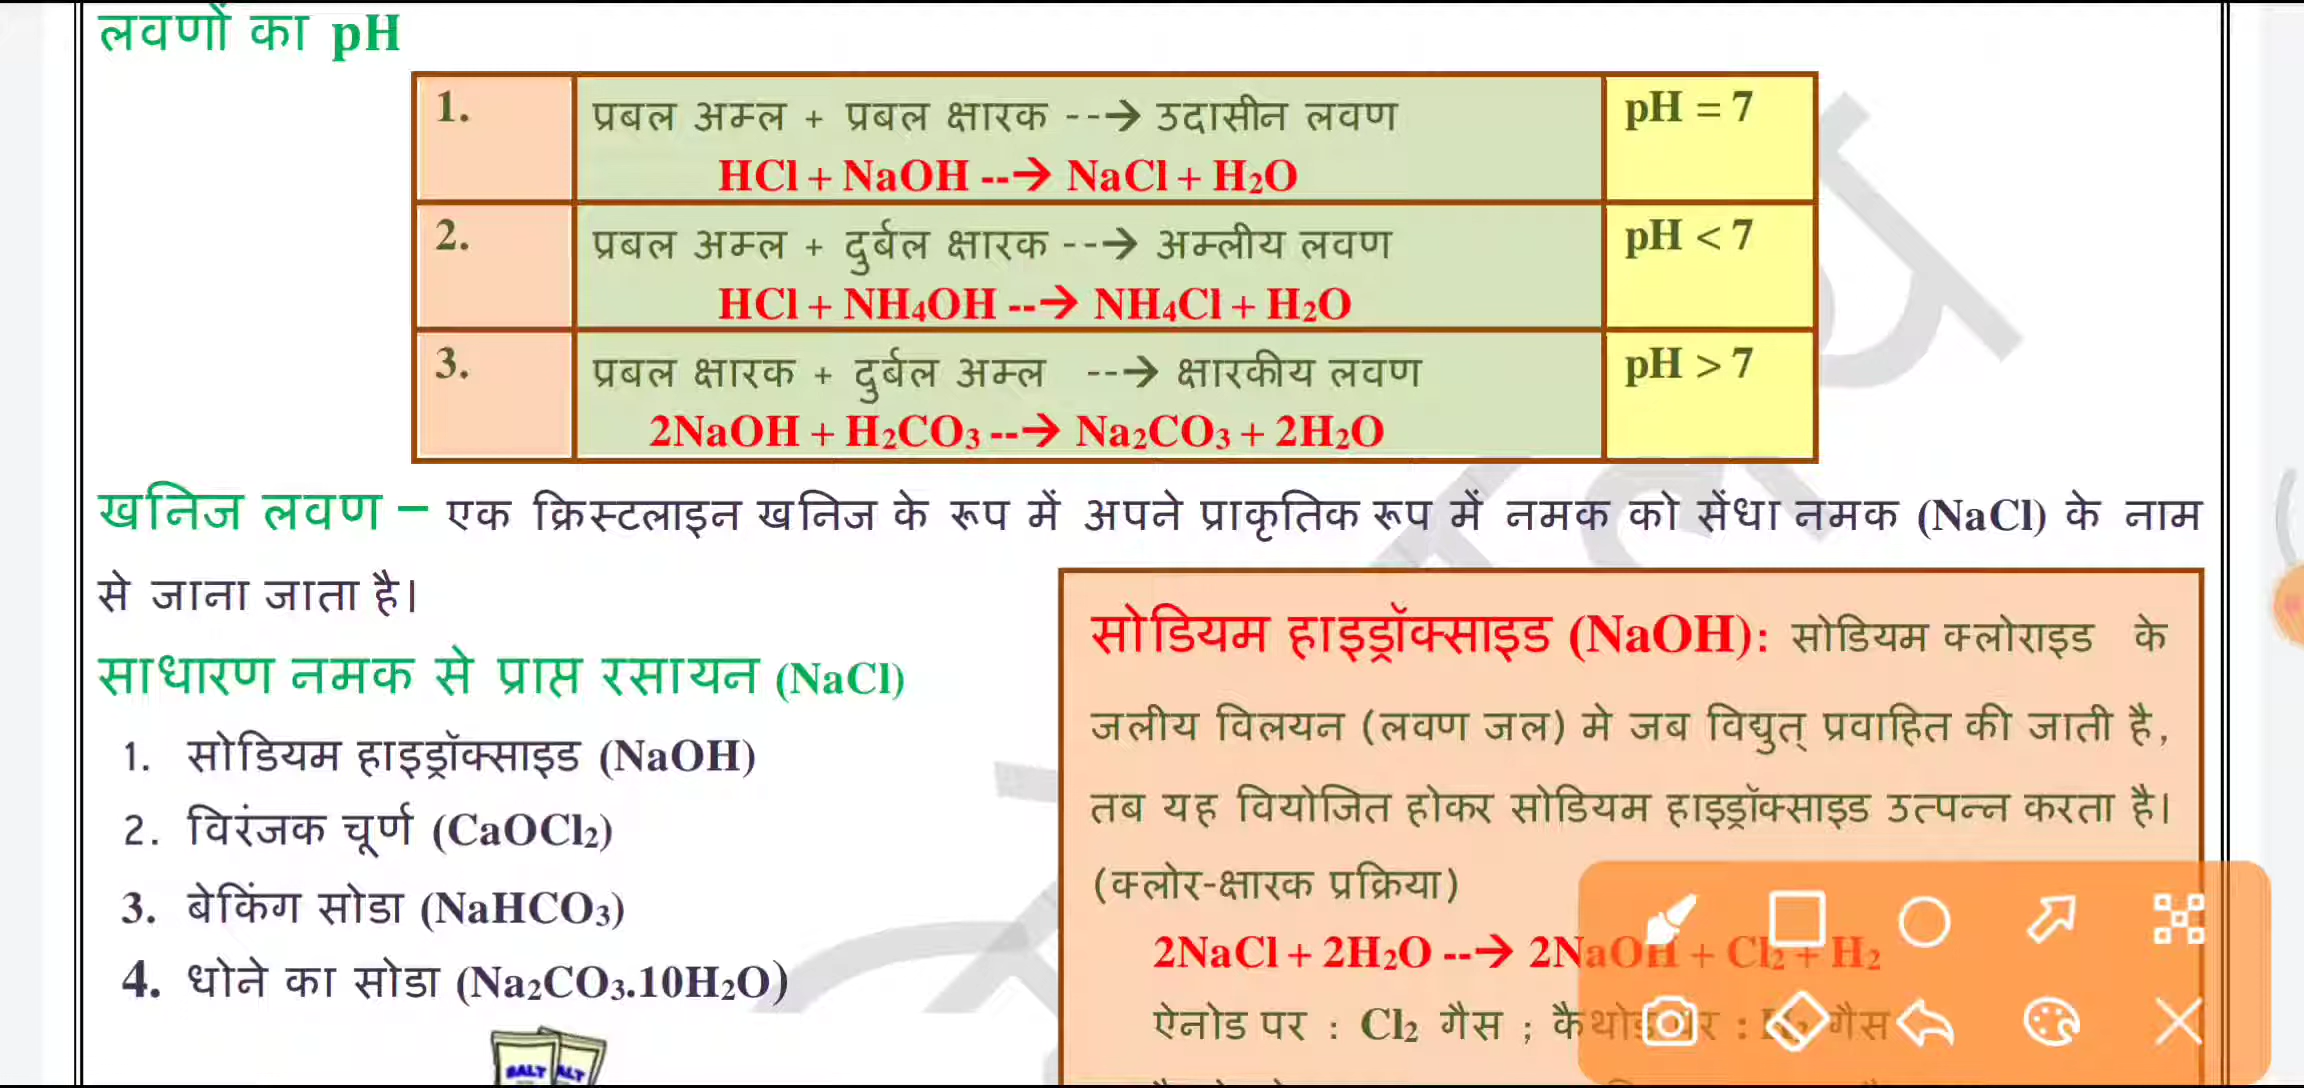 लवणों का pH
1. प्रबल अम्ल + प्रबल क्षारक --→ उदासीन लवण pH = 7
HCl + NaOH --→ NaCl + H₂O
2. प्रबल अम्ल + दुर्बल क्षारक --→ अम्लीय लवण pH < 7
HCl + NH₄OH --→ NH₄Cl + H₂O
3. प्रबल क्षारक + दुर्बल अम्ल --→ क्षारकीय लवण pH > 7
2NaOH + H₂CO₃ --→ Na₂CO₃ + 2H₂O
खनिज लवण – एक क्रिस्टलाइन खनिज के रूप में अपने प्राकृतिक रूप में नमक को सेंधा नमक (NaCl) के नाम
से जाना जाता है।
साधारण नमक से प्राप्त रसायन (NaCl)
1. सोडियम हाइड्रॉक्साइड (NaOH)
2. विरंजक चूर्ण (CaOCl₂)
3. बेकिंग सोडा (NaHCO₃)
4. धोने का सोडा (Na₂CO₃.10H₂O)
SALT
सोडियम हाइड्रॉक्साइड (NaOH): सोडियम क्लोराइड के
जलीय विलयन (लवण जल) मे जब विद्युत् प्रवाहित की जाती है,
तब यह वियोजित होकर सोडियम हाइड्रॉक्साइड उत्पन्न करता है।
(क्लोर-क्षारक प्रक्रिया)
2NaCl + 2H₂O --→ 2NaOH + Cl₂ + H₂
ऐनोड पर : Cl₂ गैस ; कैथोड पर : H₂ गैस